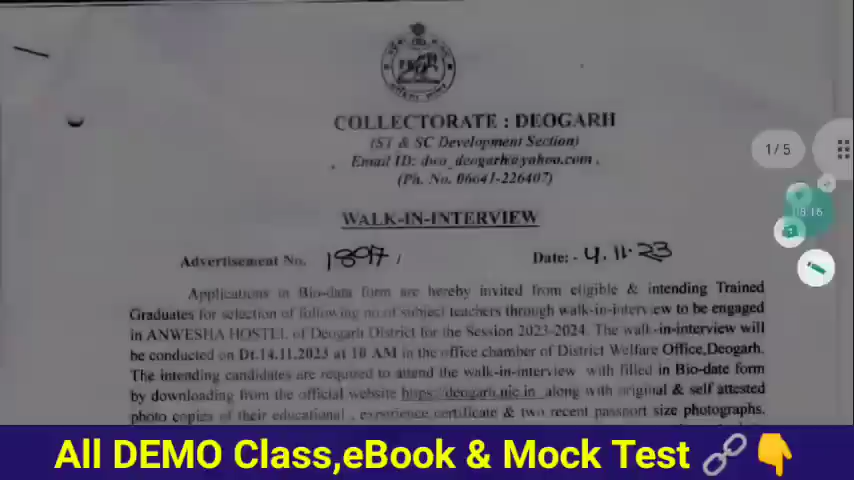 COLLECTORATE : DEOGARH
(ST & SC Development Section)
Email ID: dwo_deogarh@yahoo.com .
(Ph. No. 06641-226407)
1/5
08:16
WALK-IN-INTERVIEW
Advertisement No. 1897/ Date:- 4.11.23
Applications in Bio-data form are hereby invited from eligible & intending Trained
Graduates for selection of following no of subject teachers through walk-in-interview to be engaged
in ANWESHA HOSTEL of Deogarh District for the Session 2023-2024. The walk-in-interview will
be conducted on Dt.14.11.2023 at 10 AM in the office chamber of District Welfare Office,Deogarh.
The intending candidates are required to attend the walk-in-interview with filled in Bio-date form
by downloading from the official website https://deogarh.nic.in along with original & self attested
photo copies of their educational , experience certificate & two recent passport size photographs.
All DEMO Class,eBook & Mock Test 🔗👇